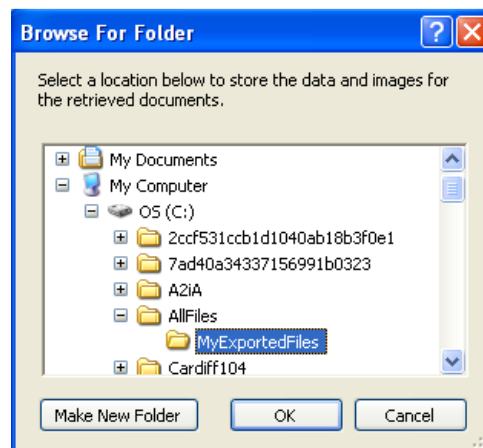 Browse For Folder
Select a location below to store the data and images for
the retrieved documents.
My Documents
My Computer
OS (C:)
2ccf531ccb1d1040ab18b3f0e1
7ad40a34337156991b0323
A2iA
AllFiles
MyExportedFiles
Cardiff104
Make New Folder
OK
Cancel